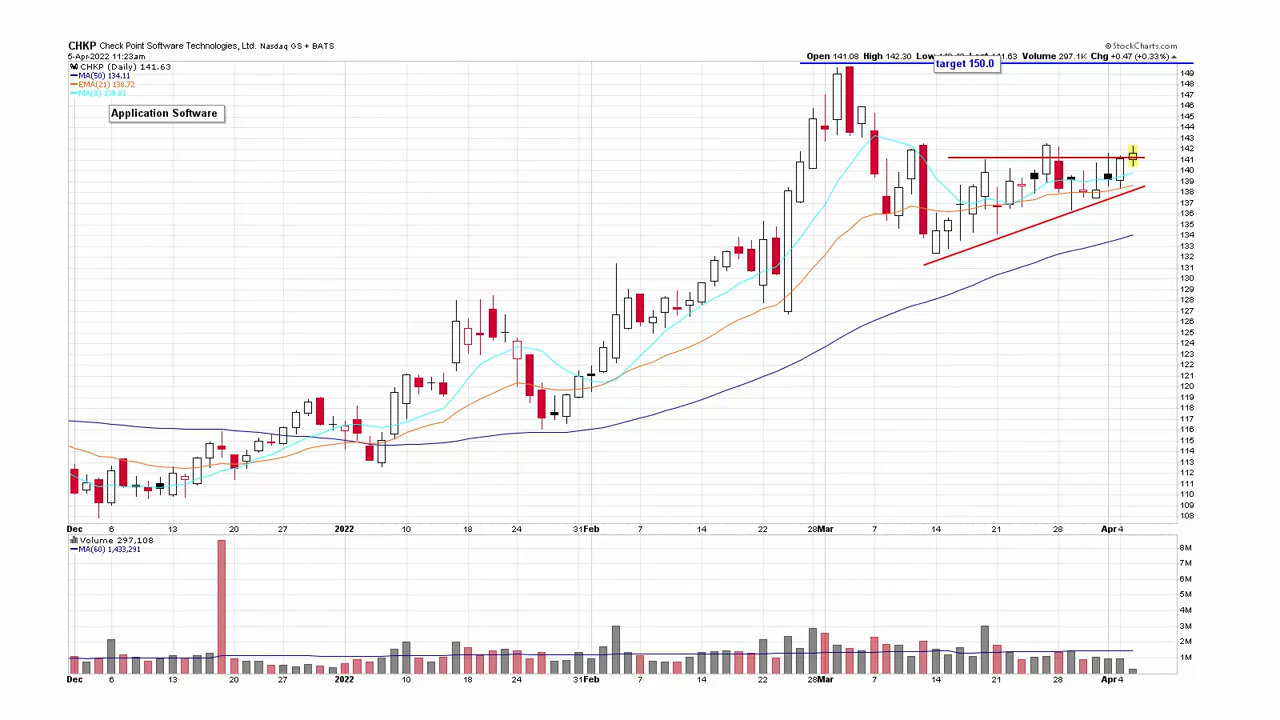 CHKP Check Point Software Technologies, Ltd. Nasdaq GS + BATS
© StockCharts.com
5-Apr-2022 11:23am
Open 141.08 High 142.30 Volume 297.1K Chg +0.47 (+0.33%)
target 150.0
CHKP (Daily) 141.63
MA(50) 134.11
EMA(21) 138.72
MA(8) 139.81
Application Software
149
148
147
146
145
144
143
142
141
140
139
138
137
136
135
134
133
132
131
130
129
128
127
126
125
124
123
122
121
120
119
118
117
116
115
114
113
112
111
110
109
108
Dec 6 13 20 27 2022 10 18 24 31 Feb 7 14 22 28 Mar 7 14 21 28 Apr 4
Volume 297,108
MA(60) 1,433,291
8M
7M
6M
5M
4M
3M
2M
1M
Dec 6 13 20 27 2022 10 18 24 31 Feb 7 14 22 28 Mar 7 14 21 28 Apr 4